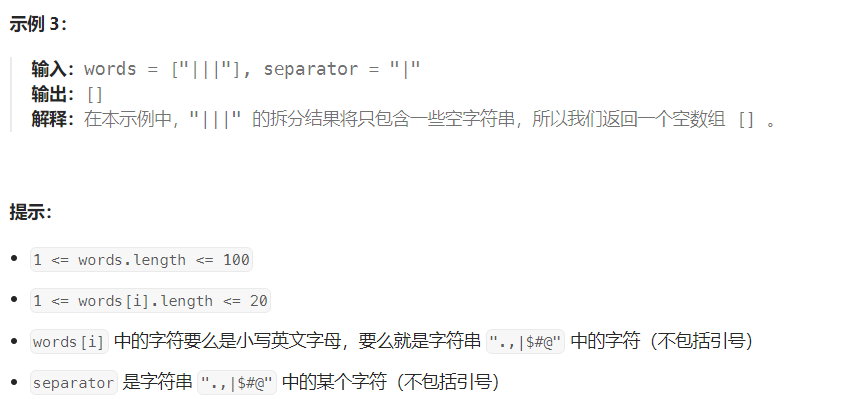 示例 3：
输入：words = ["|||"], separator = "|"
输出：[]
解释：在本示例中，"|||" 的拆分结果将只包含一些空字符串，所以我们返回一个空数组 [] 。
提示：
• 1 <= words.length <= 100
• 1 <= words[i].length <= 20
• words[i] 中的字符要么是小写英文字母，要么就是字符串 ".,|$#@" 中的字符（不包括引号）
• separator 是字符串 ".,|$#@" 中的某个字符（不包括引号）